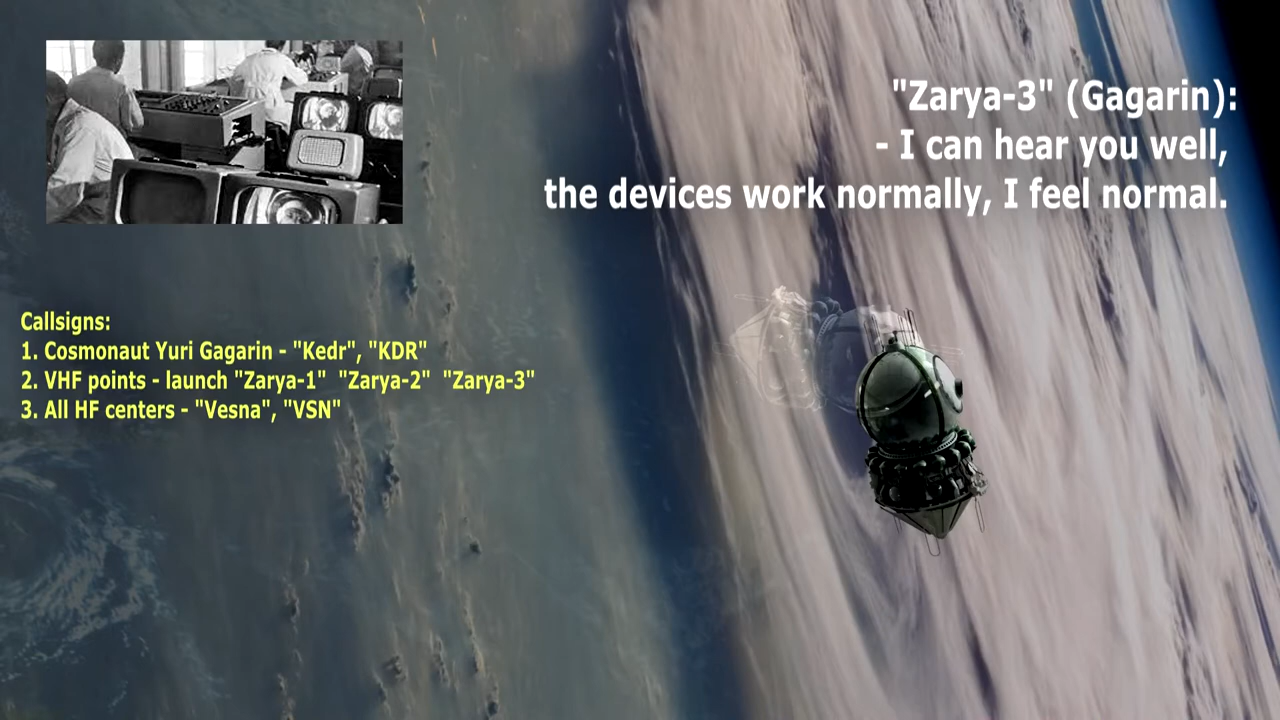 "Zarya-3" (Gagarin):
- I can hear you well,
the devices work normally, I feel normal.
Callsigns:
1. Cosmonaut Yuri Gagarin - "Kedr", "KDR"
2. VHF points - launch "Zarya-1" "Zarya-2" "Zarya-3"
3. All HF centers - "Vesna", "VSN"